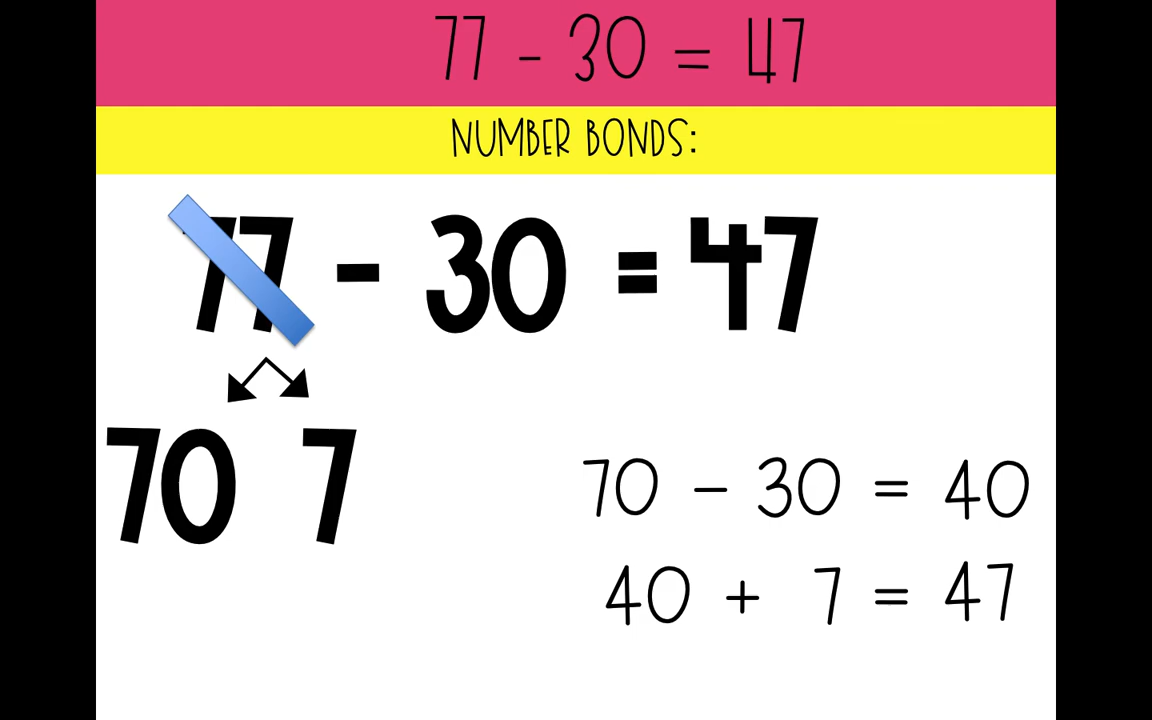 77 - 30 = 47
NUMBER BONDS:
77 - 30 = 47
70 7
70 - 30 = 40
40 + 7 = 47